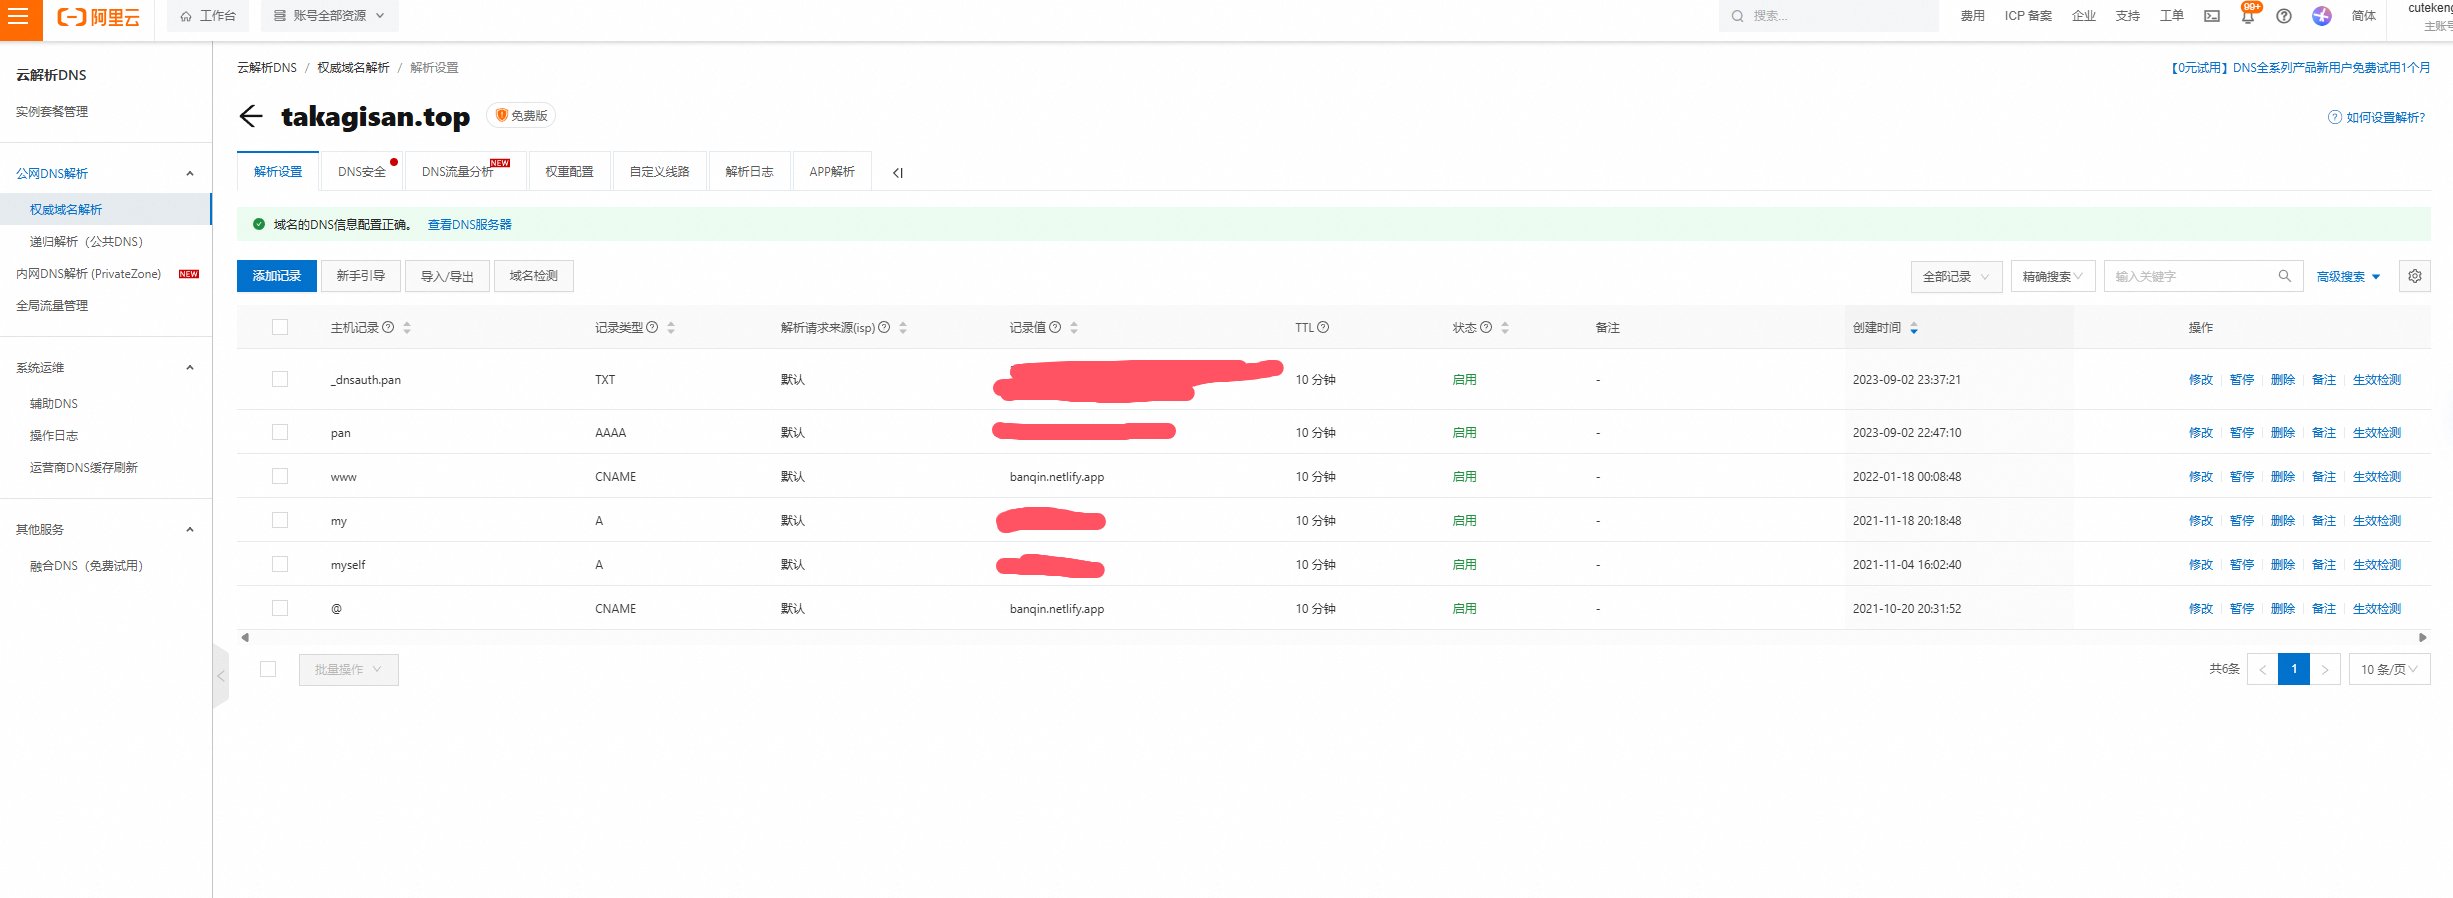 阿里云 工作台 账号全部资源 搜索... 费用 ICP 备案 企业 支持 工单 99+ 简体 cutekeng
主账号
云解析DNS
实例套餐管理
公网DNS解析
权威域名解析
递归解析（公共DNS）
内网DNS解析 (PrivateZone) NEW
全局流量管理
系统运维
辅助DNS
操作日志
运营商DNS缓存刷新
其他服务
融合DNS（免费试用）
云解析DNS / 权威域名解析 / 解析设置
【0元试用】DNS全系列产品新用户免费试用1个月
takagisan.top 免费版
如何设置解析?
解析设置 DNS安全 DNS流量分析 NEW 权重配置 自定义线路 解析日志 APP解析
域名的DNS信息配置正确。 查看DNS服务器
添加记录 新手引导 导入/导出 域名检测 全部记录 精确搜索 输入关键字 高级搜索
主机记录 记录类型 解析请求来源(isp) 记录值 TTL 状态 备注 创建时间 操作
_dnsauth.pan TXT 默认 10 分钟 启用 - 2023-09-02 23:37:21 修改 暂停 删除 备注 生效检测
pan AAAA 默认 10 分钟 启用 - 2023-09-02 22:47:10 修改 暂停 删除 备注 生效检测
www CNAME 默认 banqin.netlify.app 10 分钟 启用 - 2022-01-18 00:08:48 修改 暂停 删除 备注 生效检测
my A 默认 10 分钟 启用 - 2021-11-18 20:18:48 修改 暂停 删除 备注 生效检测
myself A 默认 10 分钟 启用 - 2021-11-04 16:02:40 修改 暂停 删除 备注 生效检测
@ CNAME 默认 banqin.netlify.app 10 分钟 启用 - 2021-10-20 20:31:52 修改 暂停 删除 备注 生效检测
批量操作 共6条 < 1 > 10 条/页